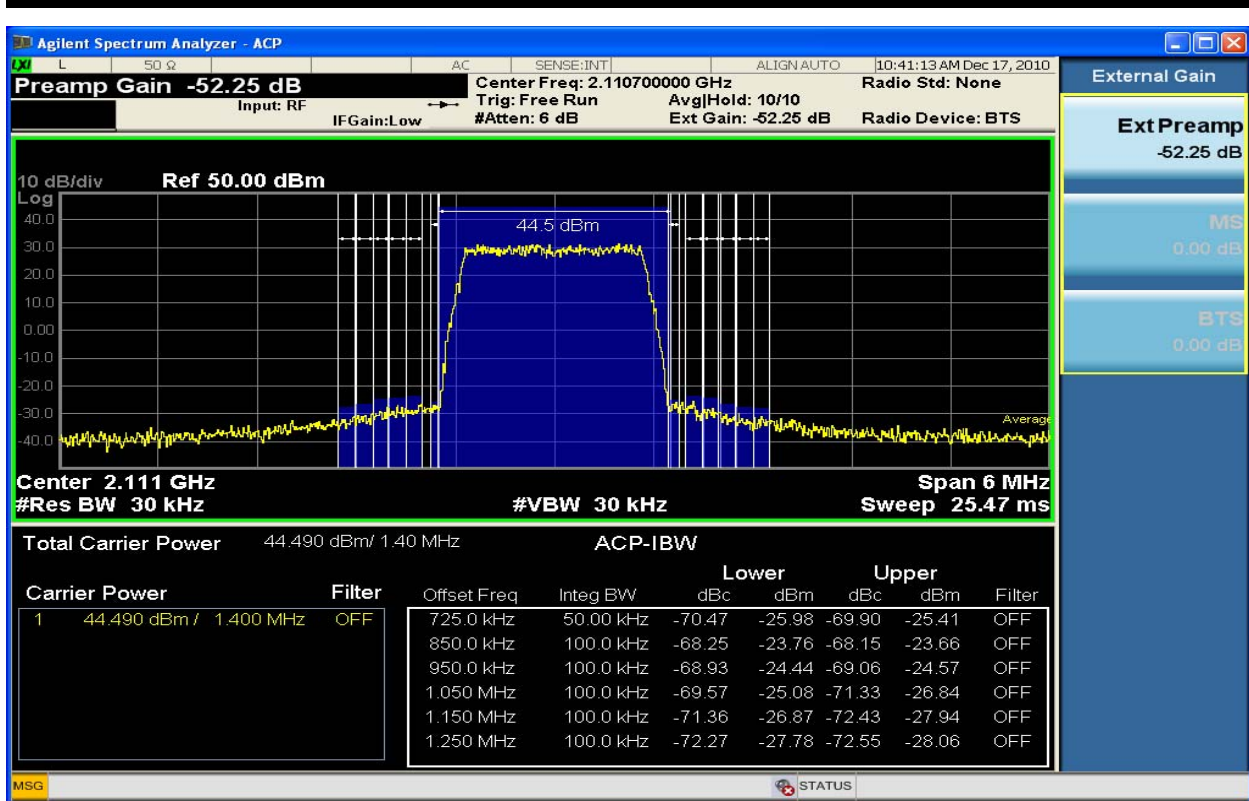 Agilent Spectrum Analyzer - ACP
LXI L 50 Ω AC SENSE:INT ALIGN AUTO 10:41:13 AM Dec 17, 2010
Preamp Gain -52.25 dB
Input: RF
IFGain:Low
Center Freq: 2.110700000 GHz
Trig: Free Run Avg|Hold: 10/10
#Atten: 6 dB Ext Gain: -52.25 dB
Radio Std: None
Radio Device: BTS
External Gain
Ext Preamp
-52.25 dB
MS
0.00 dB
BTS
0.00 dB
10 dB/div Ref 50.00 dBm
Log
40.0
30.0
20.0
10.0
0.00
-10.0
-20.0
-30.0
-40.0
44.5 dBm
Average
Center 2.111 GHz Span 6 MHz
#Res BW 30 kHz #VBW 30 kHz Sweep 25.47 ms
Total Carrier Power 44.490 dBm/ 1.40 MHz ACP-IBW
Lower Upper
Carrier Power Filter Offset Freq Integ BW dBc dBm dBc dBm Filter
1 44.490 dBm / 1.400 MHz OFF
725.0 kHz 50.00 kHz -70.47 -25.98 -69.90 -25.41 OFF
850.0 kHz 100.0 kHz -68.25 -23.76 -68.15 -23.66 OFF
950.0 kHz 100.0 kHz -68.93 -24.44 -69.06 -24.57 OFF
1.050 MHz 100.0 kHz -69.57 -25.08 -71.33 -26.84 OFF
1.150 MHz 100.0 kHz -71.36 -26.87 -72.43 -27.94 OFF
1.250 MHz 100.0 kHz -72.27 -27.78 -72.55 -28.06 OFF
MSG STATUS